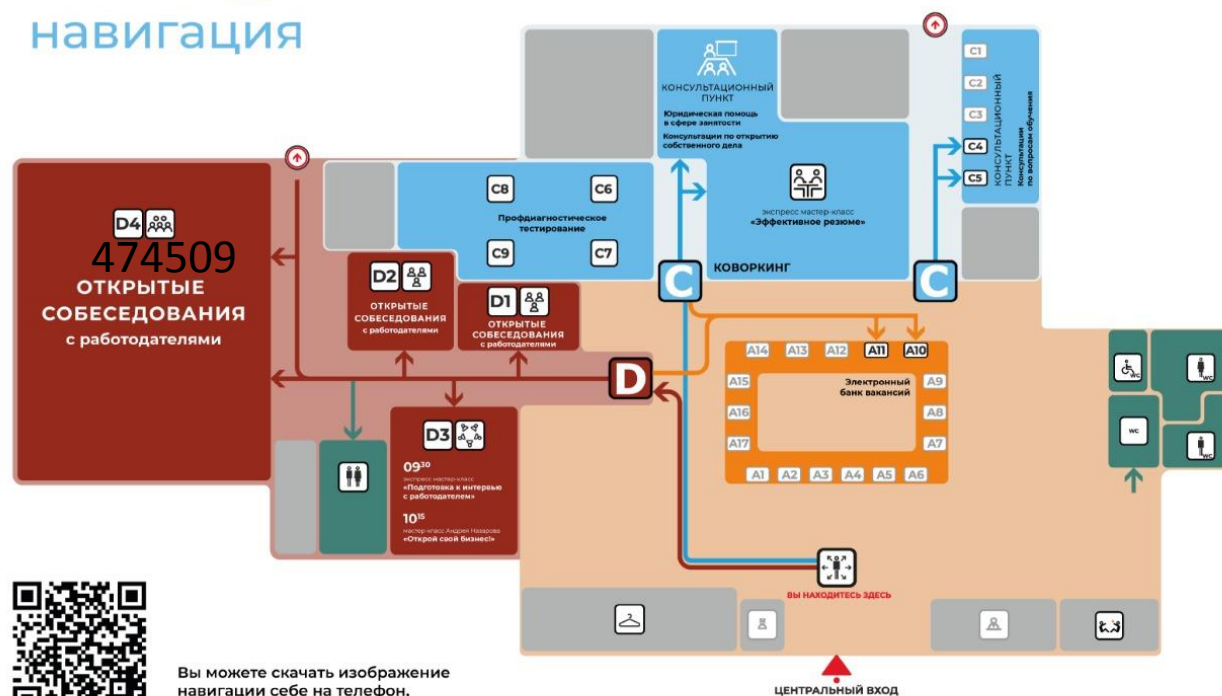 навигация
КОНСУЛЬТАЦИОННЫЙ
ПУНКТ
Юридическая помощь
в сфере занятости
Консультации по открытию
собственного дела
C1
C2
C3
C4
C5
КОНСУЛЬТАЦИОННЫЙ
ПУНКТ
Консультации
по вопросам обучения
экспресс мастер-класс
«Эффективное резюме»
C8
C6
Профдиагностическое
тестирование
C9
C7
C
КОВОРКИНГ
C
D4
474509
ОТКРЫТЫЕ
СОБЕСЕДОВАНИЯ
с работодателями
D2
ОТКРЫТЫЕ
СОБЕСЕДОВАНИЯ
с работодателями
D1
ОТКРЫТЫЕ
СОБЕСЕДОВАНИЯ
с работодателями
D
A14
A13
A12
A11
A10
A15
Электронный
банк вакансий
A9
A16
A8
A17
A7
A1
A2
A3
A4
A5
A6
WC
WC
WC
WC
D3
09³⁰
экспресс мастер-класс
«Подготовка к интервью
с работодателем»
10¹⁵
мастер-класс Андрея Назарова
«Открой свой бизнес!»
ВЫ НАХОДИТЕСЬ ЗДЕСЬ
Вы можете скачать изображение
навигации себе на телефон,
ЦЕНТРАЛЬНЫЙ ВХОД